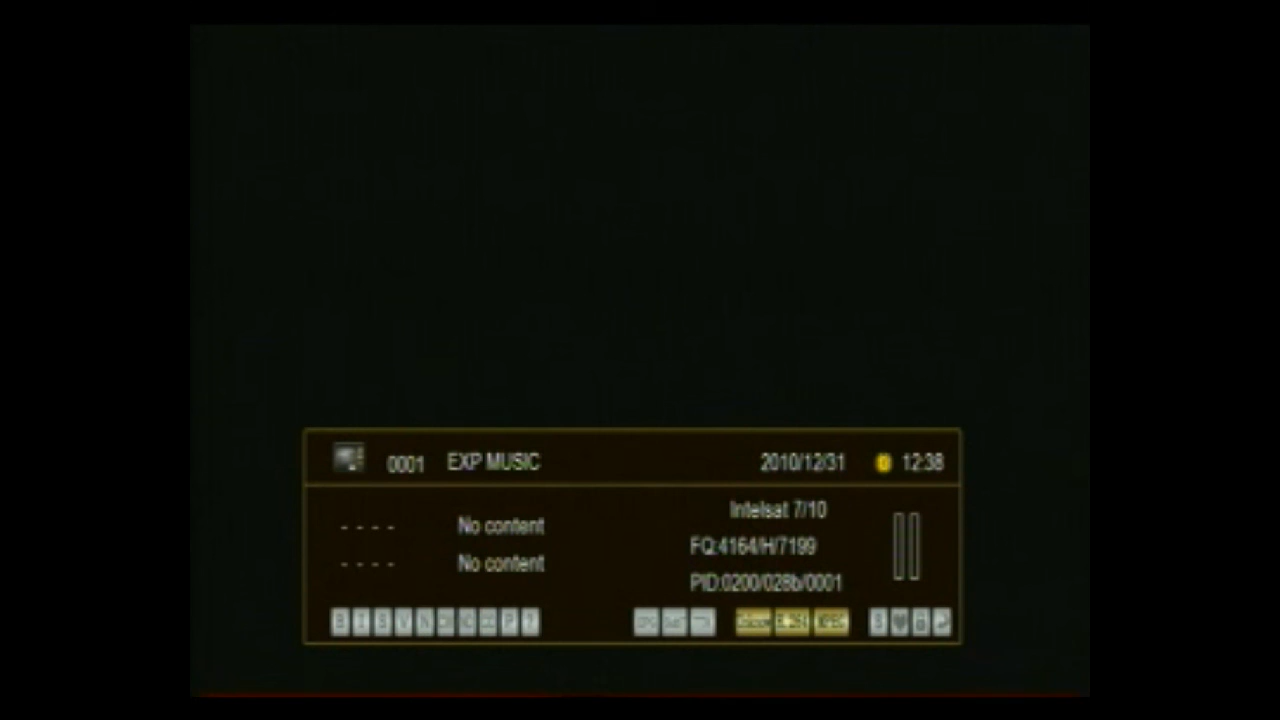 0001 EXP MUSIC 2010/12/31 12:38
Intelsat 7/10
- - - - No content
FQ:4164/H/7199
- - - - No content
PID:0200/028b/0001
B I S V N P ?